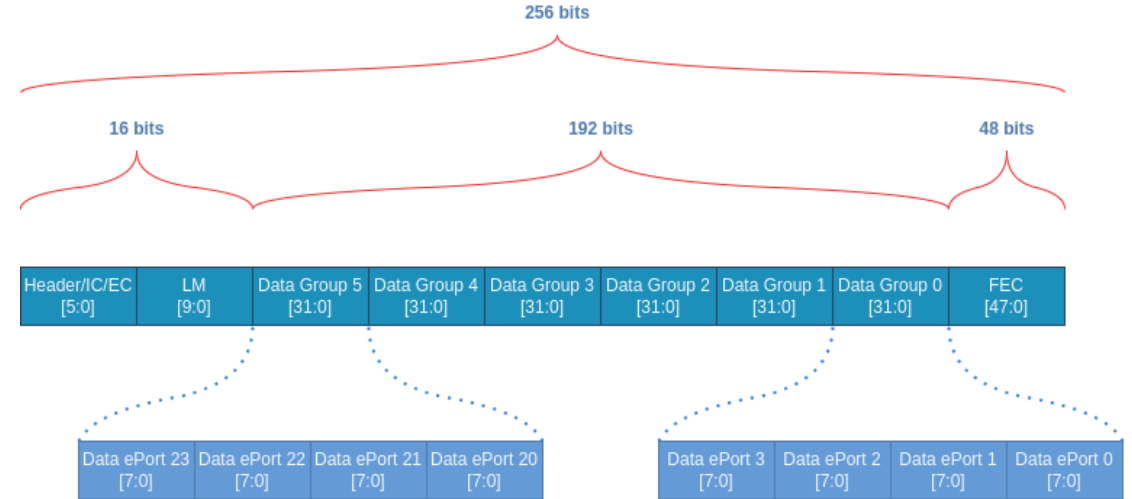 256 bits
16 bits
192 bits
48 bits
Header/IC/EC
[5:0]
LM
[9:0]
Data Group 5
[31:0]
Data Group 4
[31:0]
Data Group 3
[31:0]
Data Group 2
[31:0]
Data Group 1
[31:0]
Data Group 0
[31:0]
FEC
[47:0]
Data ePort 23
[7:0]
Data ePort 22
[7:0]
Data ePort 21
[7:0]
Data ePort 20
[7:0]
Data ePort 3
[7:0]
Data ePort 2
[7:0]
Data ePort 1
[7:0]
Data ePort 0
[7:0]